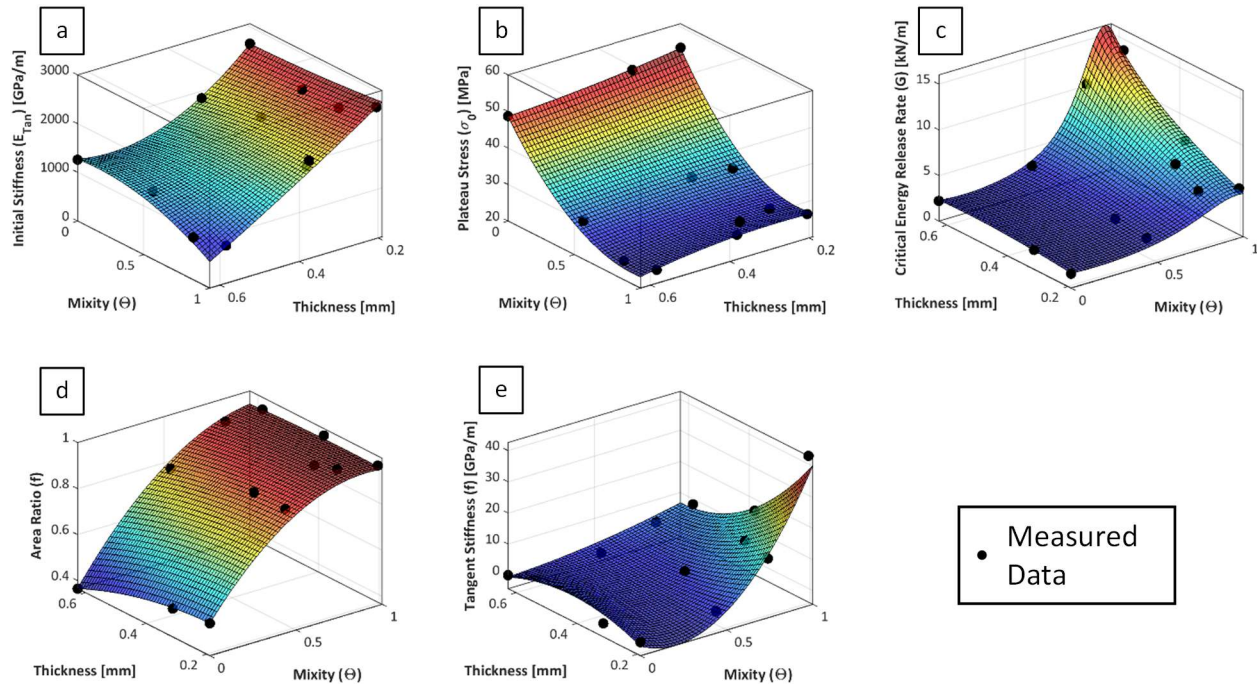 a
Initial Stiffness (E_Tan) [GPa/m]
3000
2000
1000
0
0
0.5
1
Mixity (Θ)
0.6
0.4
0.2
Thickness [mm]
b
Plateau Stress (σ_0) [MPa]
60
50
40
30
20
0
0.5
1
Mixity (Θ)
0.6
0.4
0.2
Thickness [mm]
c
Critical Energy Release Rate (G) [kN/m]
15
10
5
0
0.6
0.4
0.2
Thickness [mm]
0
0.5
1
Mixity (Θ)
d
Area Ratio (f)
1
0.8
0.6
0.4
0.6
0.4
0.2
Thickness [mm]
0
0.5
1
Mixity (Θ)
e
Tangent Stiffness (f) [GPa/m]
40
30
20
10
0
0.6
0.4
0.2
Thickness [mm]
0
0.5
1
Mixity (Θ)
Measured
Data